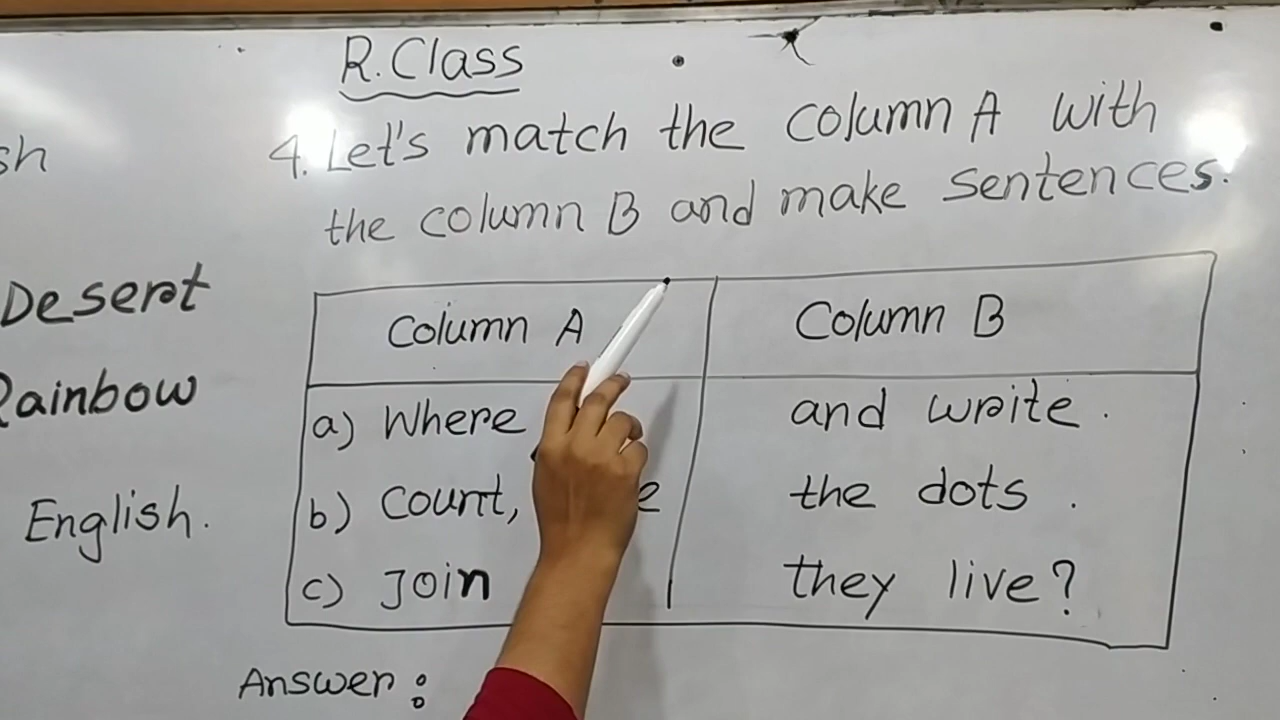 R. Class
4. Let's match the column A with
the column B and make sentences.
sh
Desert
Rainbow
English.
Column A
Column B
a) Where
and write.
b) Count,
the dots.
c) Join
they live?
Answer: